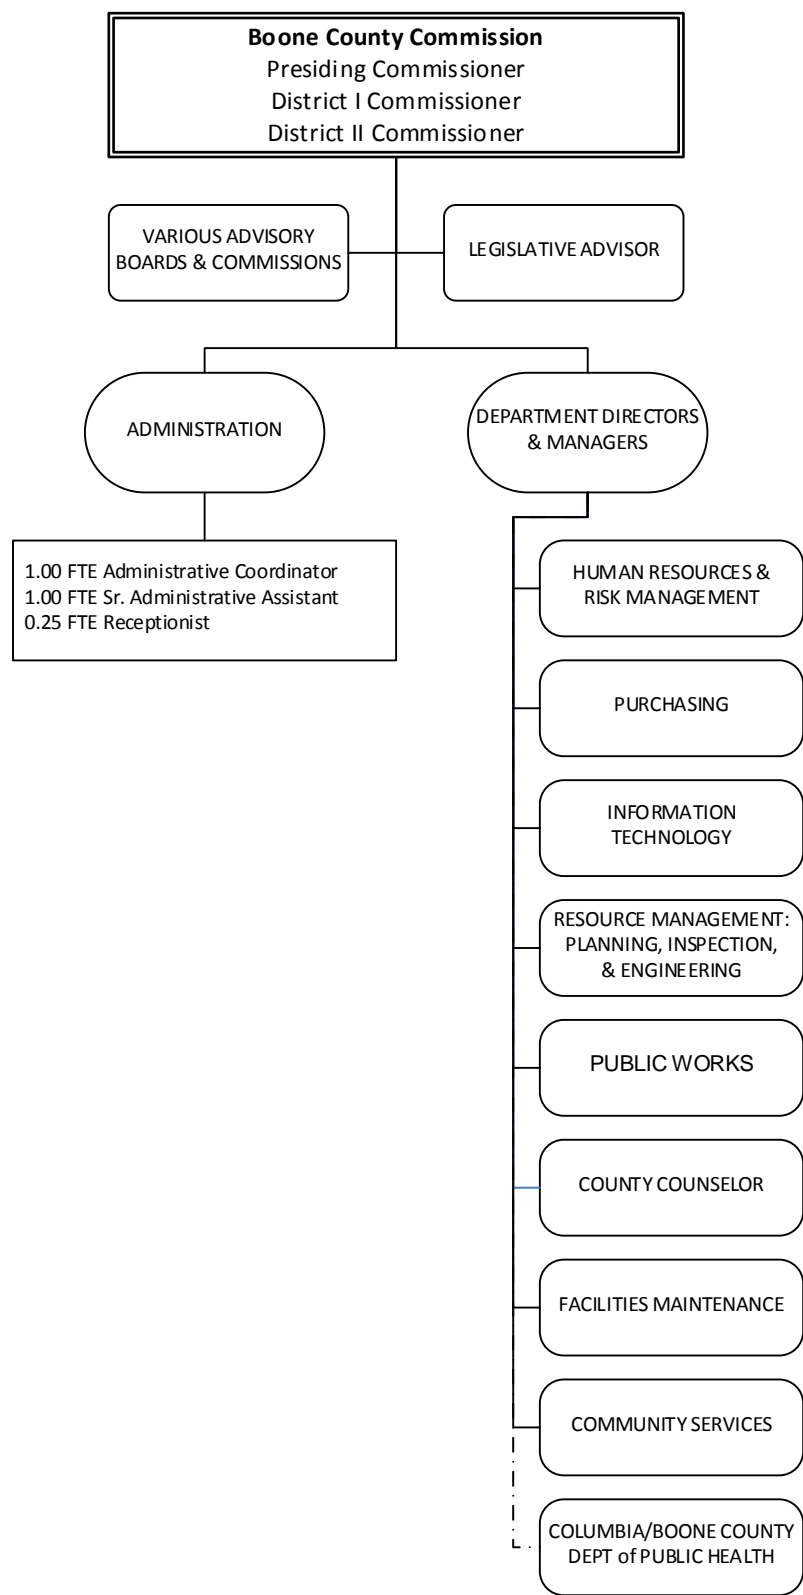 Boone County Commission
Presiding Commissioner
District I Commissioner
District II Commissioner
VARIOUS ADVISORY
BOARDS & COMMISSIONS
LEGISLATIVE ADVISOR
ADMINISTRATION
DEPARTMENT DIRECTORS
& MANAGERS
1.00 FTE Administrative Coordinator
1.00 FTE Sr. Administrative Assistant
0.25 FTE Receptionist
HUMAN RESOURCES &
RISK MANAGEMENT
PURCHASING
INFORMATION
TECHNOLOGY
RESOURCE MANAGEMENT:
PLANNING, INSPECTION,
& ENGINEERING
PUBLIC WORKS
COUNTY COUNSELOR
FACILITIES MAINTENANCE
COMMUNITY SERVICES
COLUMBIA/BOONE COUNTY
DEPT of PUBLIC HEALTH